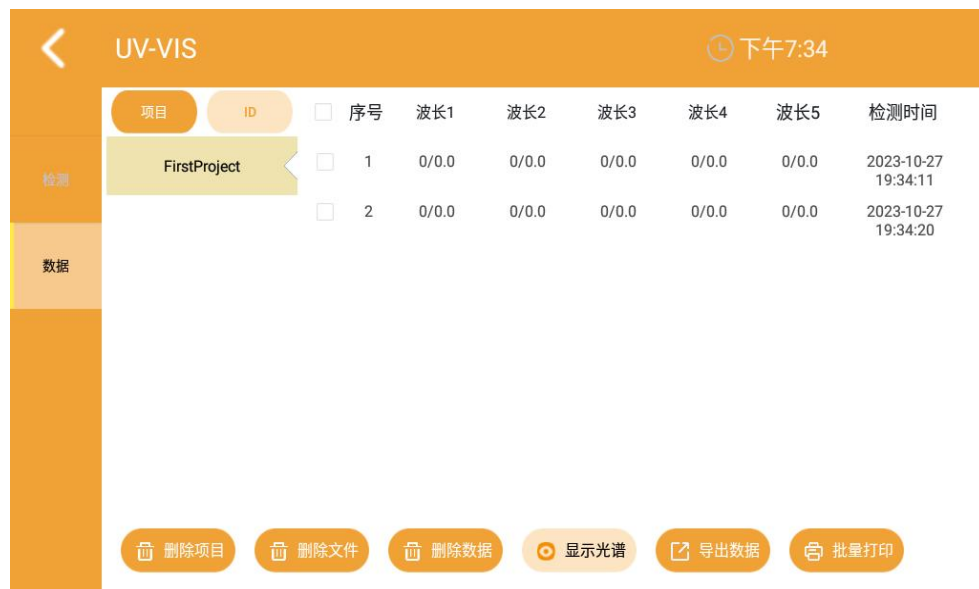 UV-VIS
下午7:34
项目 ID 序号 波长1 波长2 波长3 波长4 波长5 检测时间
检测
数据
FirstProject
1 0/0.0 0/0.0 0/0.0 0/0.0 0/0.0 2023-10-27
19:34:11
2 0/0.0 0/0.0 0/0.0 0/0.0 0/0.0 2023-10-27
19:34:20
删除项目 删除文件 删除数据 显示光谱 导出数据 批量打印